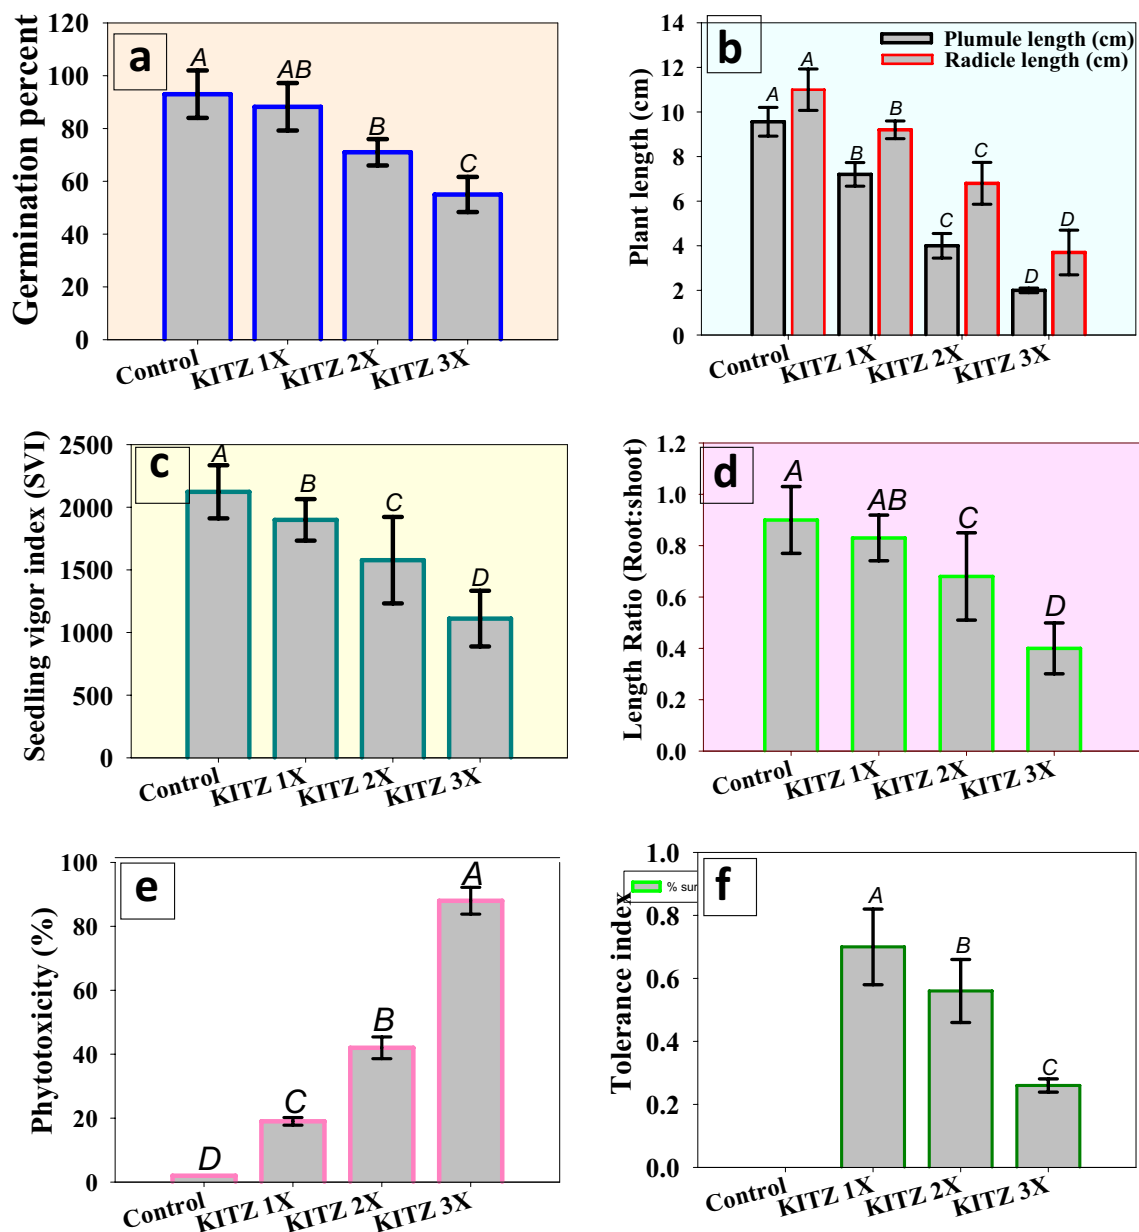 a
Germination percent
120
100
80
60
40
20
0
A
AB
B
C
Control
KITZ 1X
KITZ 2X
KITZ 3X
b
Plumule length (cm)
Radicle length (cm)
Plant length (cm)
14
12
10
8
6
4
2
0
A
A
B
B
C
C
D
D
Control
KITZ 1X
KITZ 2X
KITZ 3X
c
Seedling vigor index (SVI)
2500
2000
1500
1000
500
0
A
B
C
D
Control
KITZ 1X
KITZ 2X
KITZ 3X
d
Length Ratio (Root:shoot)
1.2
1.0
0.8
0.6
0.4
0.2
0.0
A
AB
C
D
Control
KITZ 1X
KITZ 2X
KITZ 3X
e
Phytotoxicity (%)
100
80
60
40
20
0
D
C
B
A
Control
KITZ 1X
KITZ 2X
KITZ 3X
f
% sur
Tolerance index
1.0
0.8
0.6
0.4
0.2
0.0
A
B
C
Control
KITZ 1X
KITZ 2X
KITZ 3X